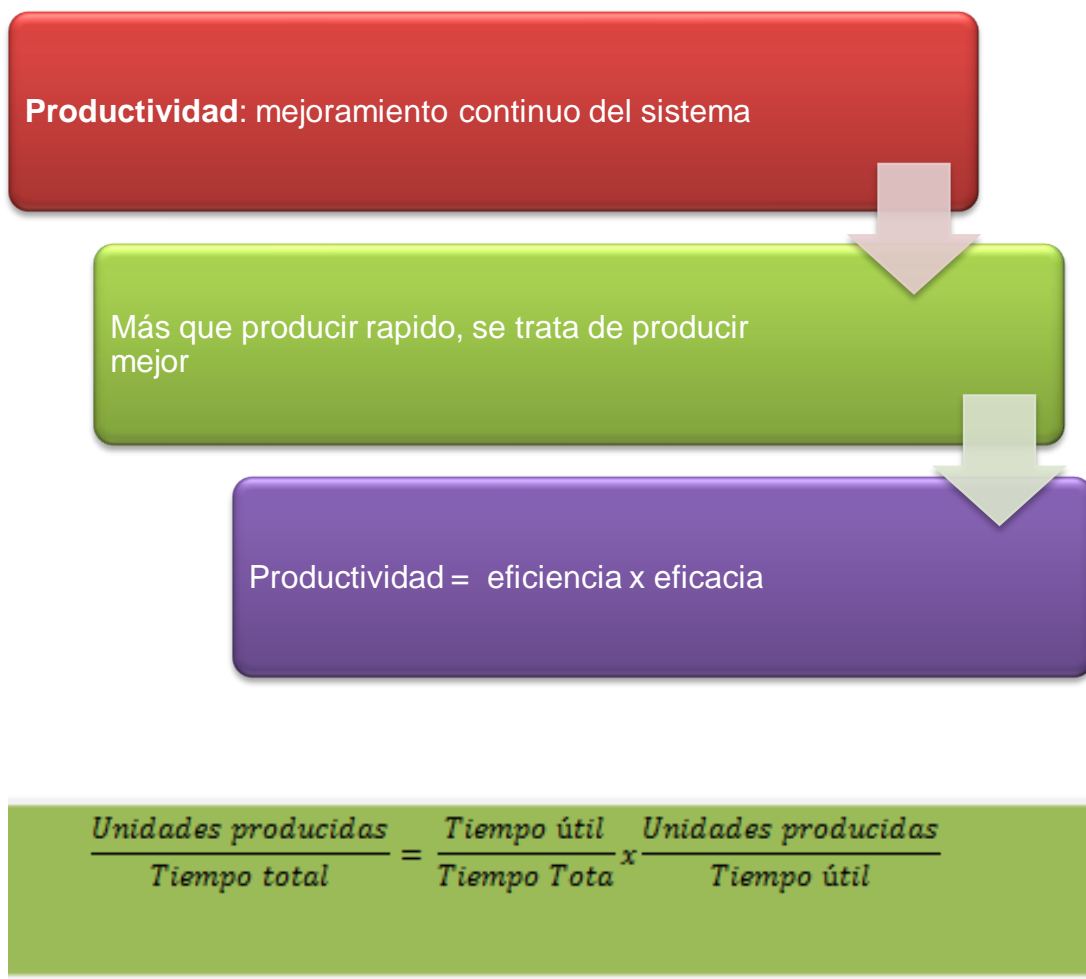 Productividad: mejoramiento continuo del sistema
Más que producir rapido, se trata de producir
mejor
Productividad = eficiencia x eficacia
Unidades producidas / Tiempo total = Tiempo útil / Tiempo Tota x Unidades producidas / Tiempo útil